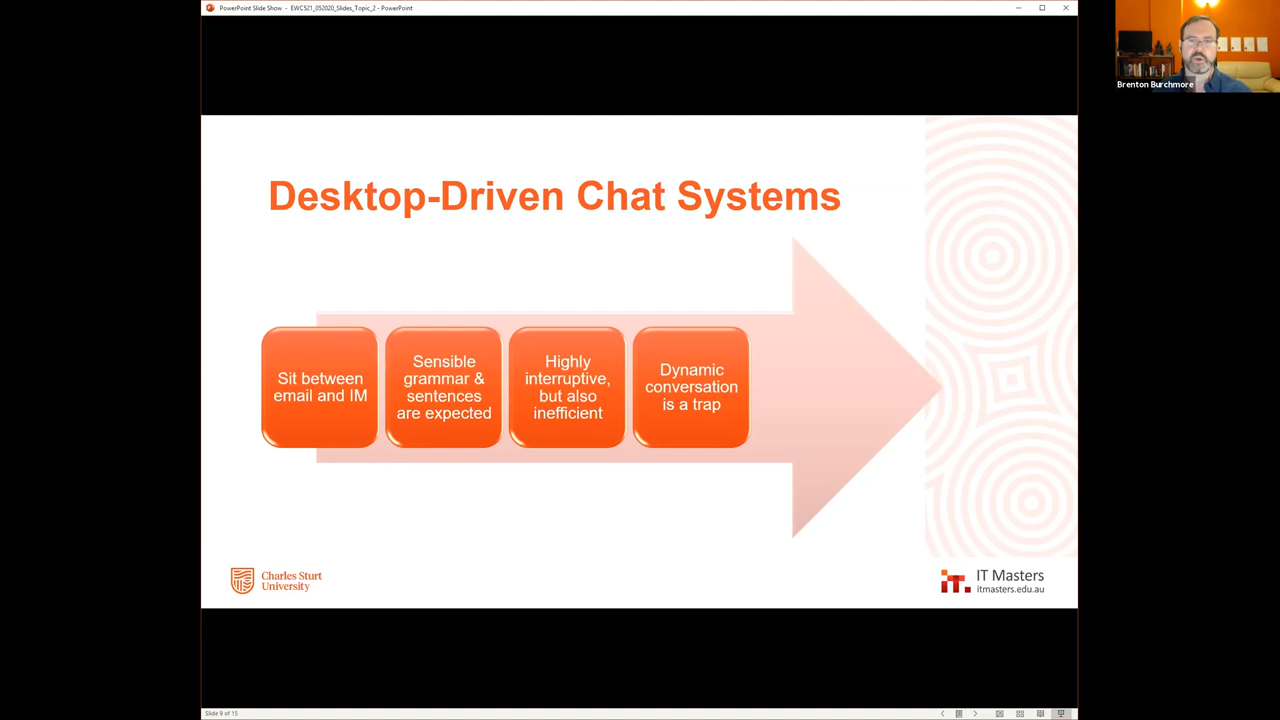 PowerPoint Slide Show - EWC521_052020_Slides_Topic_2 - PowerPoint
Brenton Burchmore
Desktop-Driven Chat Systems
Sit between
email and IM
Sensible
grammar &
sentences
are expected
Highly
interruptive,
but also
inefficient
Dynamic
conversation
is a trap
Charles Sturt
University
IT Masters
itmasters.edu.au
Slide 9 of 15